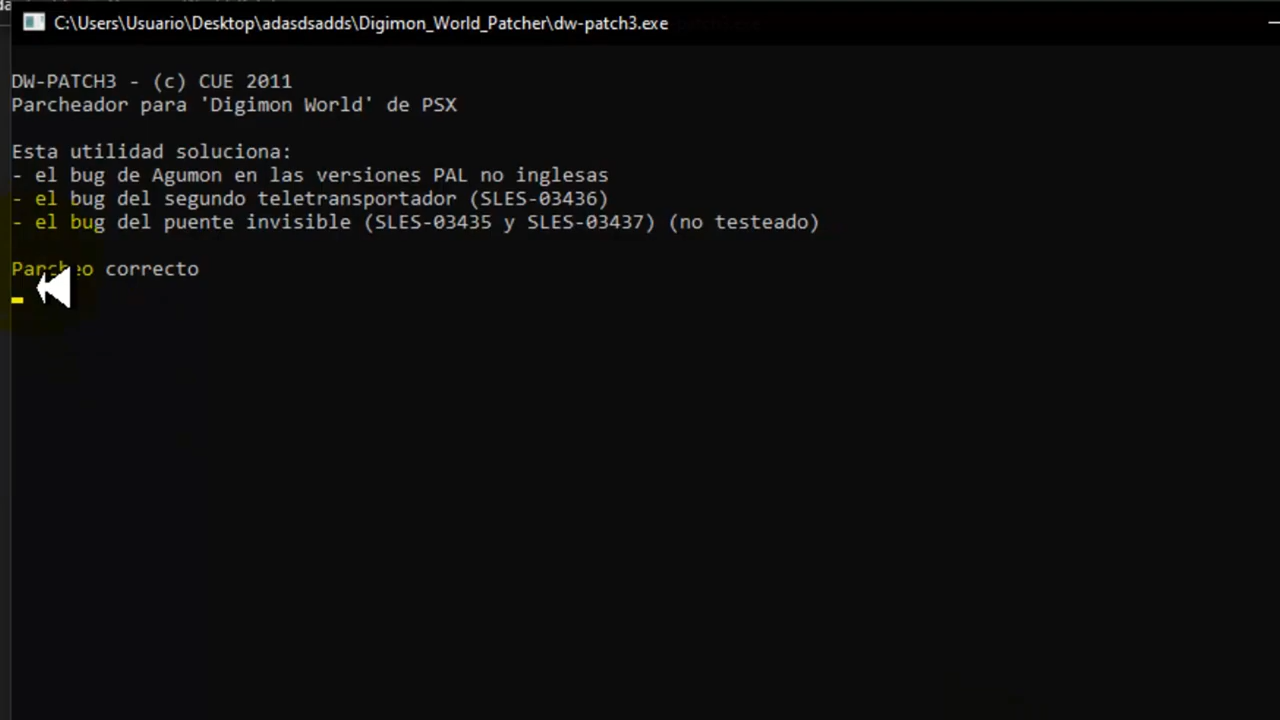 C:\Users\Usuario\Desktop\adasdsadds\Digimon_World_Patcher\dw-patch3.exe
DW-PATCH3 - (c) CUE 2011
Parcheador para 'Digimon World' de PSX
Esta utilidad soluciona:
- el bug de Agumon en las versiones PAL no inglesas
- el bug del segundo teletransportador (SLES-03436)
- el bug del puente invisible (SLES-03435 y SLES-03437) (no testeado)
Parcheo correcto